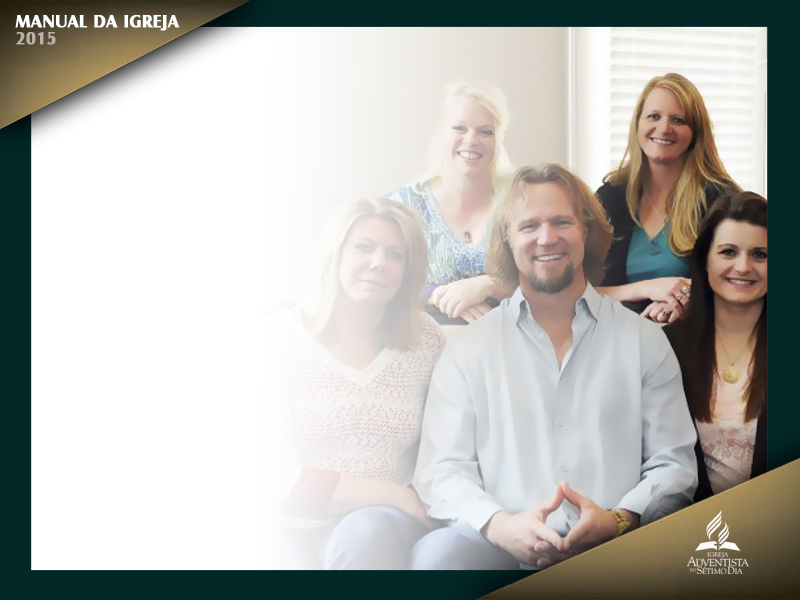 MANUAL DA IGREJA
2015
IGREJA
ADVENTISTA
DO SÉTIMO DIA